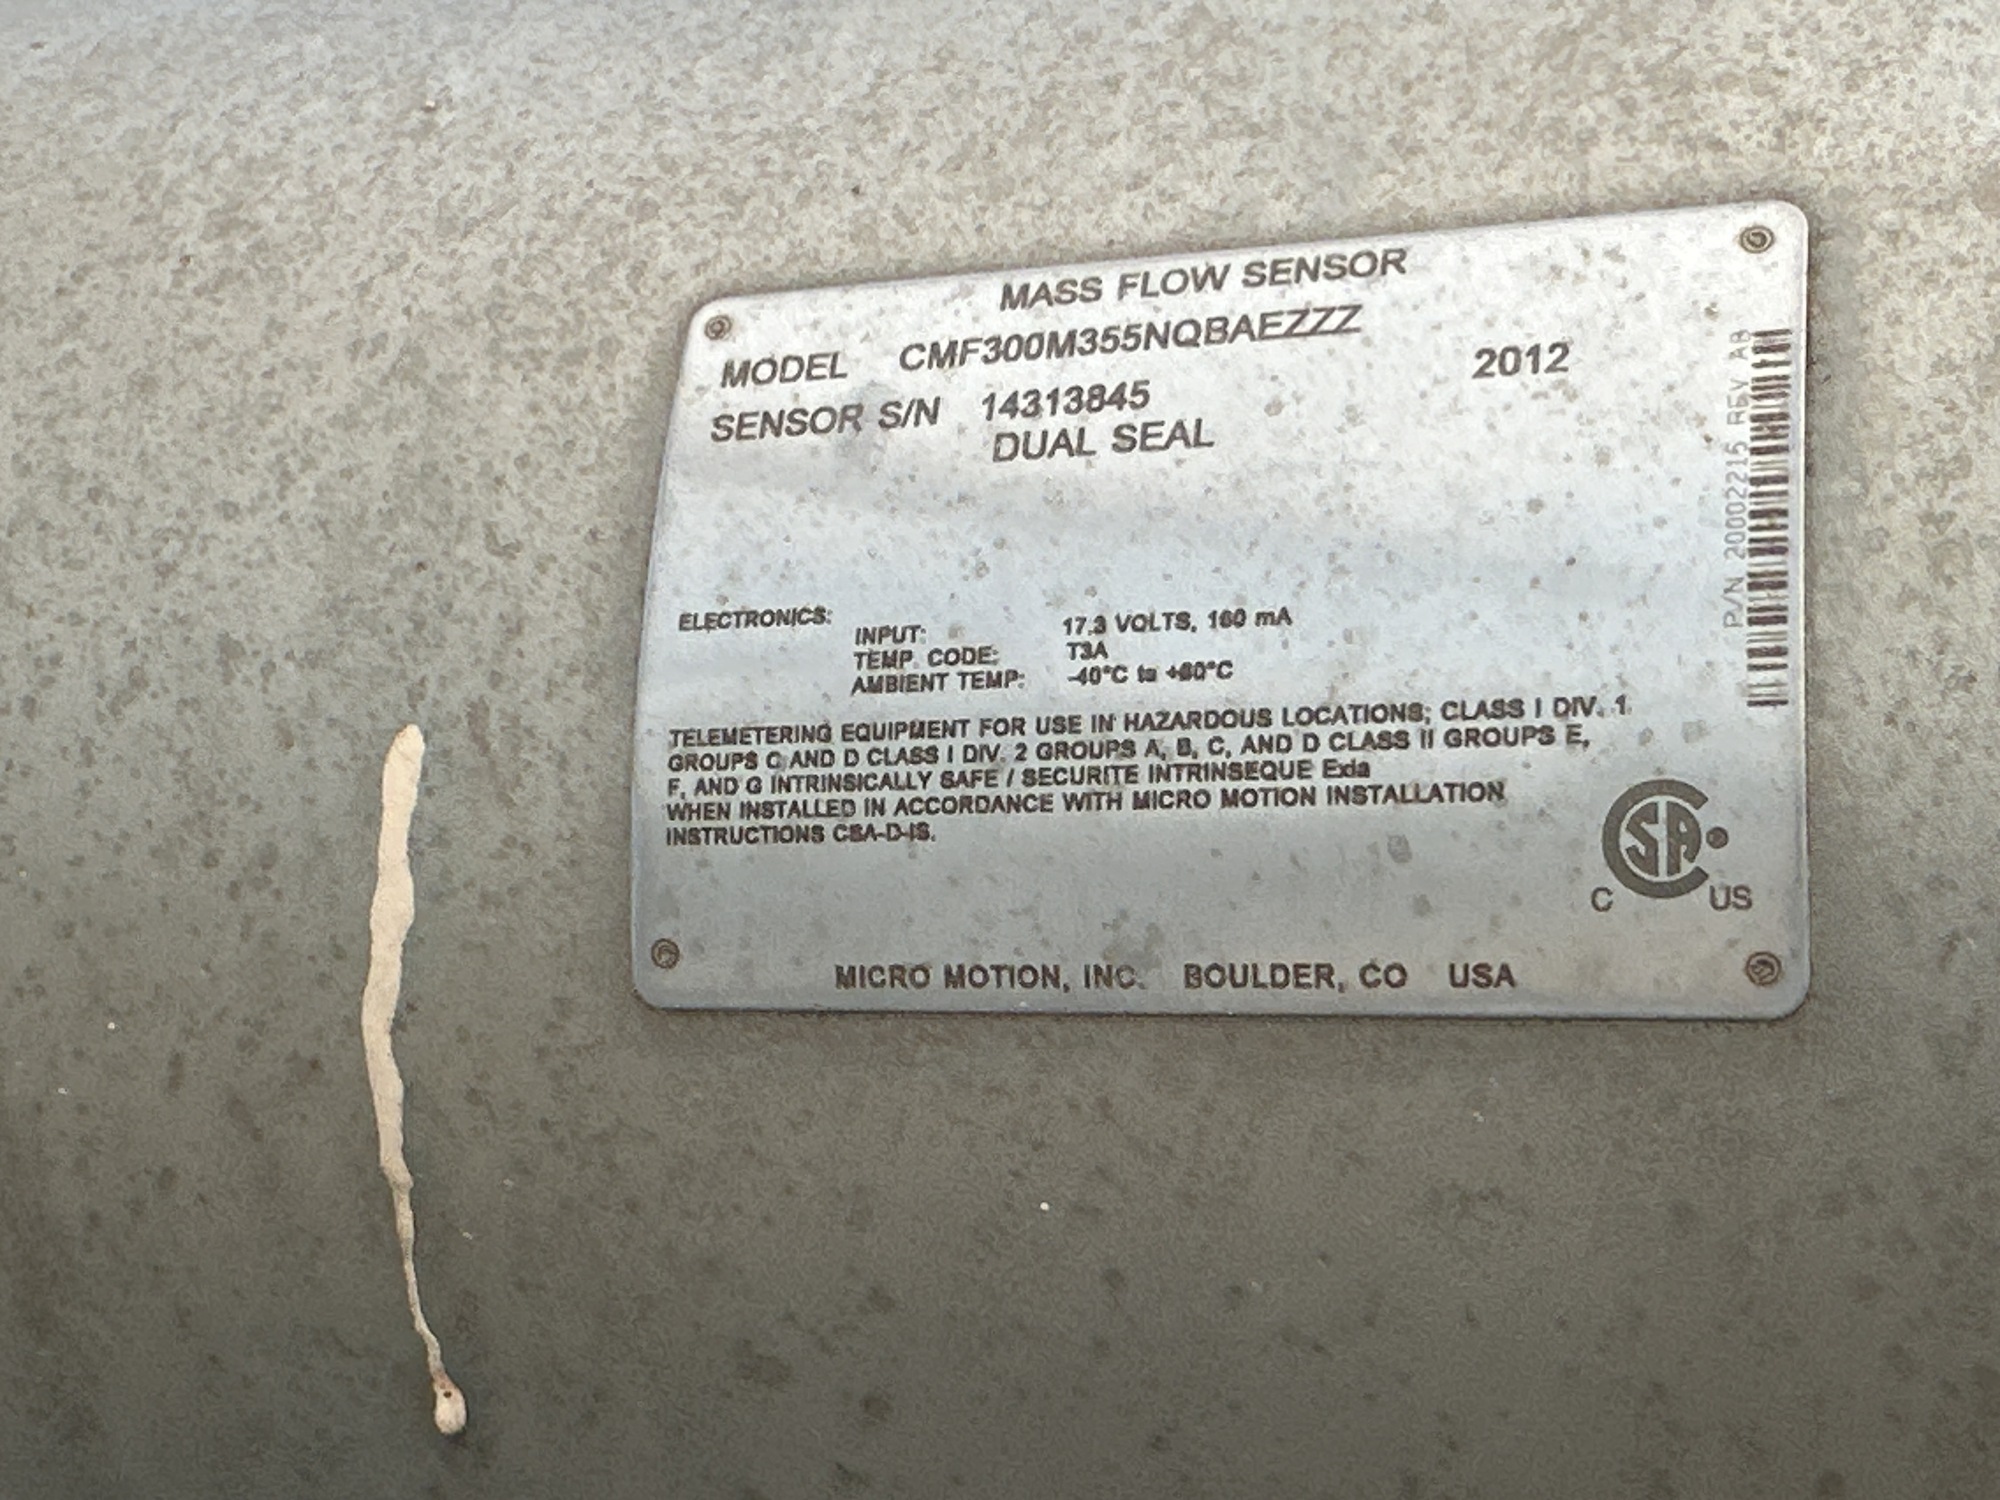 MASS FLOW SENSOR
MODEL CMF300M355NQBAEZZZ
2012
SENSOR S/N 14313845
DUAL SEAL
P/N 20002215 REV AB
ELECTRONICS:
INPUT: 17.3 VOLTS, 160 mA
TEMP. CODE: T3A
AMBIENT TEMP: -40°C to +60°C
TELEMETERING EQUIPMENT FOR USE IN HAZARDOUS LOCATIONS; CLASS I DIV. 1
GROUPS C AND D CLASS I DIV. 2 GROUPS A, B, C, AND D CLASS II GROUPS E,
F, AND G INTRINSICALLY SAFE / SECURITE INTRINSEQUE Exia
WHEN INSTALLED IN ACCORDANCE WITH MICRO MOTION INSTALLATION
INSTRUCTIONS CSA-D-IS.
CSA
C US
MICRO MOTION, INC. BOULDER, CO USA